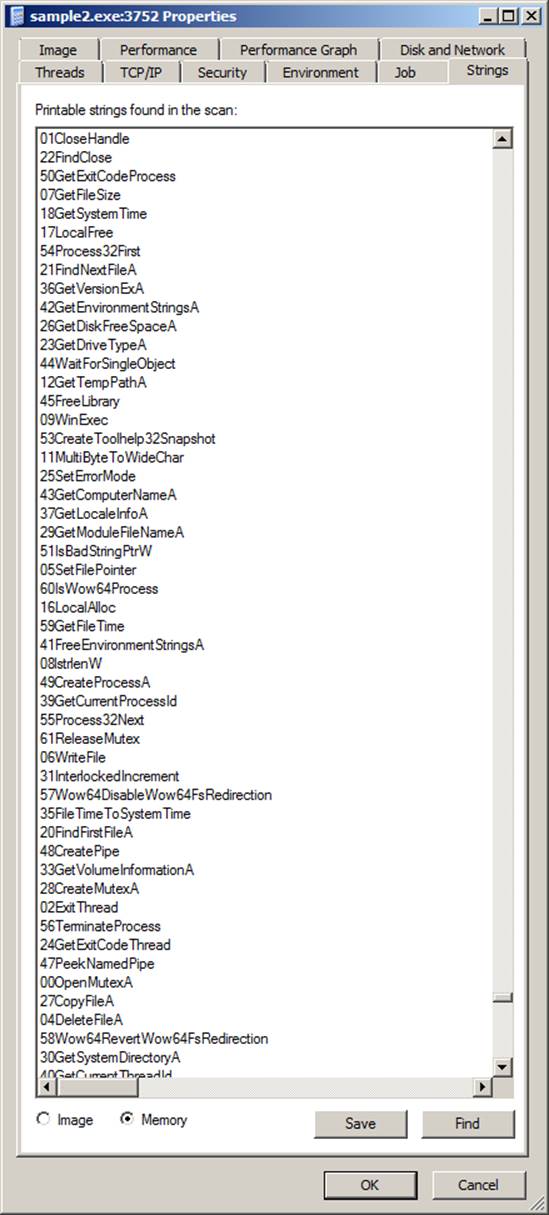 sample2.exe:3752 Properties
Image Performance Performance Graph Disk and Network
Threads TCP/IP Security Environment Job Strings
Printable strings found in the scan:
01CloseHandle
22FindClose
50GetExitCodeProcess
07GetFileSize
18GetSystemTime
17LocalFree
54Process32First
21FindNextFileA
36GetVersionExA
42GetEnvironmentStringsA
26GetDiskFreeSpaceA
23GetDriveTypeA
44WaitForSingleObject
12GetTempPathA
45FreeLibrary
09WinExec
53CreateToolhelp32Snapshot
11MultiByteToWideChar
25SetErrorMode
43GetComputerNameA
37GetLocaleInfoA
29GetModuleFileNameA
51IsBadStringPtrW
05SetFilePointer
60IsWow64Process
16LocalAlloc
59GetFileTime
41FreeEnvironmentStringsA
08lstrlenW
49CreateProcessA
39GetCurrentProcessId
55Process32Next
61ReleaseMutex
06WriteFile
31InterlockedIncrement
57Wow64DisableWow64FsRedirection
35FileTimeToSystemTime
20FindFirstFileA
48CreatePipe
33GetVolumeInformationA
28CreateMutexA
02ExitThread
56TerminateProcess
24GetExitCodeThread
47PeekNamedPipe
00OpenMutexA
27CopyFileA
04DeleteFileA
58Wow64RevertWow64FsRedirection
30GetSystemDirectoryA
40GetCurrentThreadId
Image Memory Save Find
OK Cancel